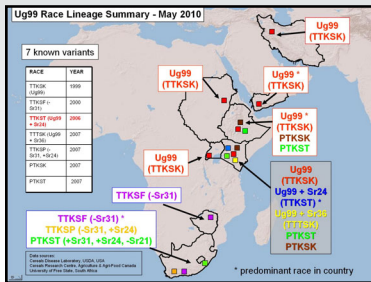 Ug99 Race Lineage Summary - May 2010
7 known variants
RACE YEAR
TTKSK (Ug99) 1999
TTKSF (-Sr31) 2000
TTKST (Ug99 + Sr24) 2006
TTTSK (Ug99 + Sr36) 2007
TTKSP (-Sr31, +Sr24) 2007
PTKSK 2007
PTKST 2007
Ug99
(TTKSK)
Ug99
(TTKSK)
Ug99 *
(TTKSK)
Ug99 *
(TTKSK)
PTKSK
PTKST
Ug99
(TTKSK)
Ug99
(TTKSK)
Ug99 + Sr24
(TTKST) *
Ug99 + Sr36
(TTTSK)
PTKST
PTKSK
TTKSF (-Sr31)
TTKSF (-Sr31) *
TTKSP (-Sr31, +Sr24)
PTKST (+Sr31, +Sr24, -Sr21)
* predominant race in country
Data sources:
Cereals Disease Laboratory, USDA, USA
Cereals Research Centre, Agriculture & Agri-Food Canada
University of Free State, South Africa